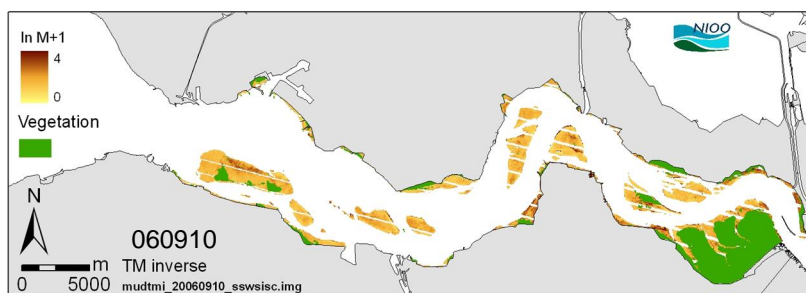 ln M+1
4
0
Vegetation
NIOO
N
060910
m
0 5000
TM inverse
mudtmi_20060910_sswsisc.img